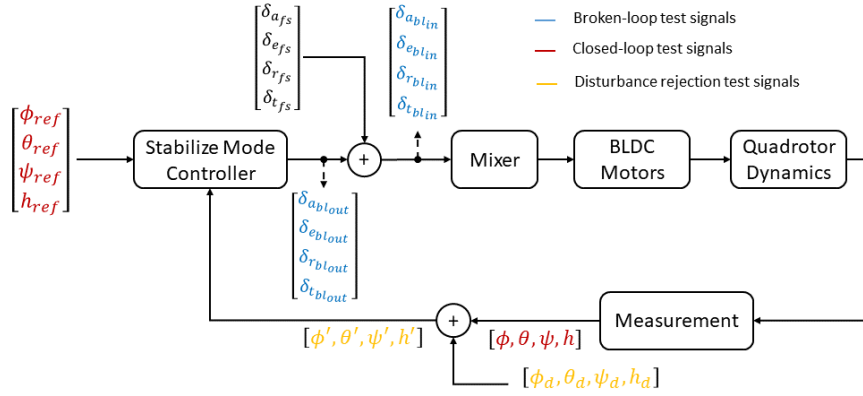 δ_{a_{fs}}
δ_{e_{fs}}
δ_{r_{fs}}
δ_{t_{fs}}
δ_{a_{bl_{in}}}
δ_{e_{bl_{in}}}
δ_{r_{bl_{in}}}
δ_{t_{bl_{in}}}
Broken-loop test signals
Closed-loop test signals
Disturbance rejection test signals
ϕ_{ref}
θ_{ref}
ψ_{ref}
h_{ref}
Stabilize Mode
Controller
+
Mixer
BLDC
Motors
Quadrotor
Dynamics
δ_{a_{bl_{out}}}
δ_{e_{bl_{out}}}
δ_{r_{bl_{out}}}
δ_{t_{bl_{out}}}
[ϕ′, θ′, ψ′, h′]
+
[ϕ, θ, ψ, h]
Measurement
[ϕ_d, θ_d, ψ_d, h_d]